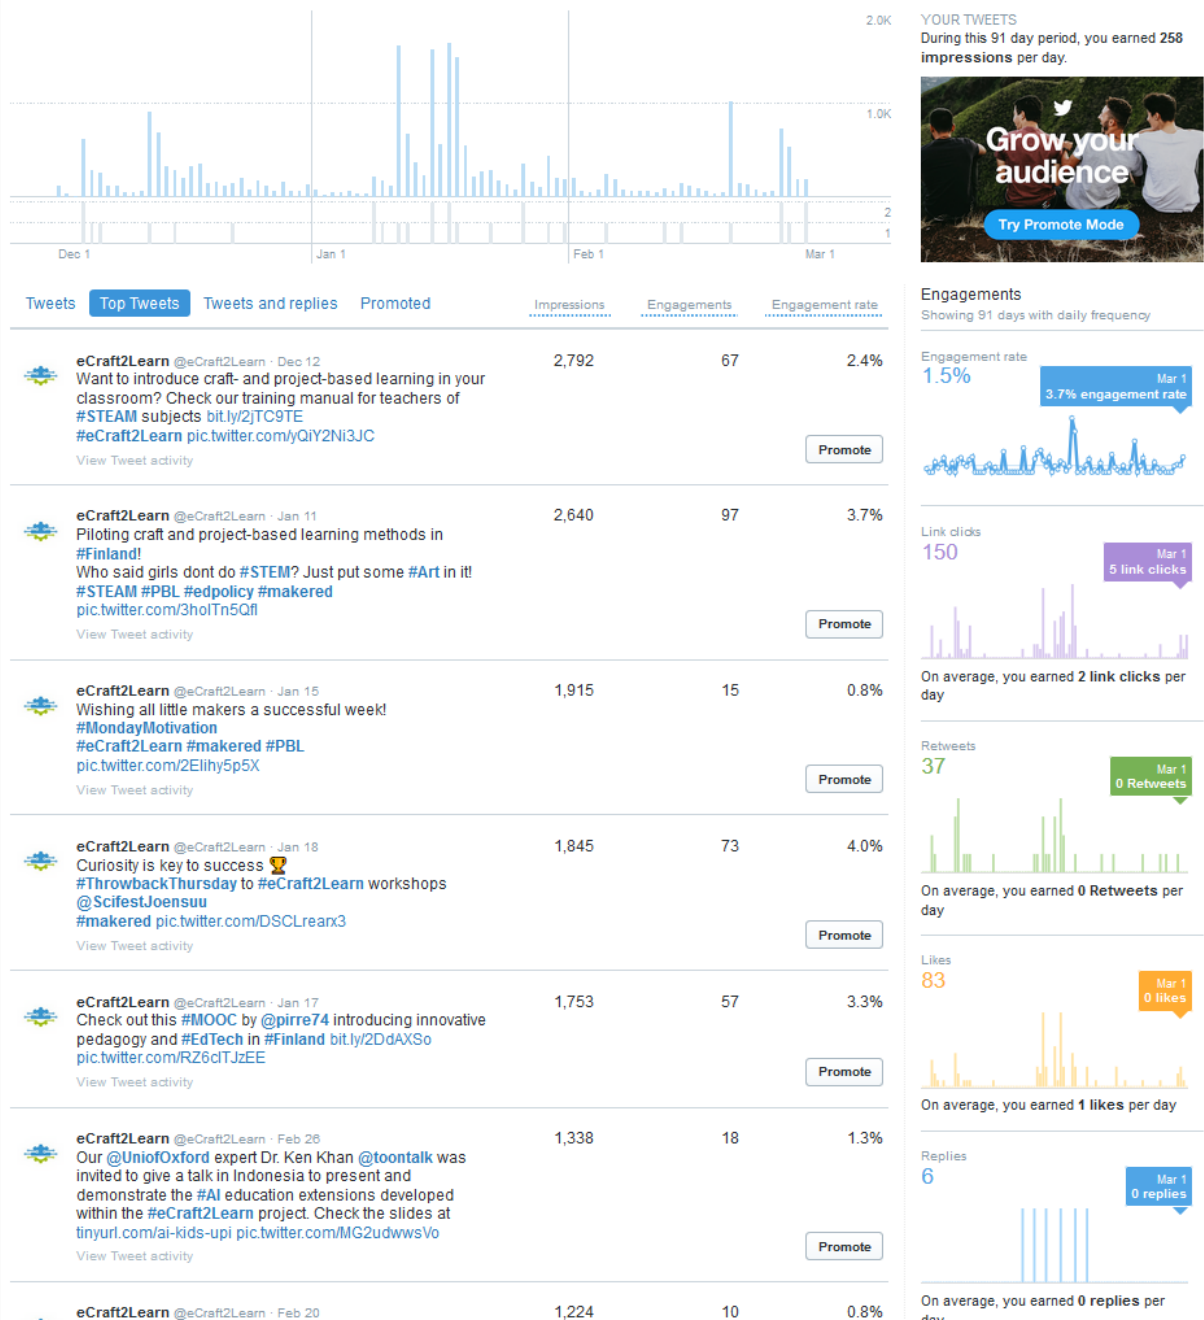 2.0K
1.0K
2
1
Dec 1
Jan 1
Feb 1
Mar 1
YOUR TWEETS
During this 91 day period, you earned 258
impressions per day.
Grow your
audience
Try Promote Mode
Tweets
Top Tweets
Tweets and replies
Promoted
Impressions
Engagements
Engagement rate
eCraft2Learn @eCraft2Learn · Dec 12
2,792
67
2.4%
Want to introduce craft- and project-based learning in your
classroom? Check our training manual for teachers of
#STEAM subjects bit.ly/2jTC9TE
#eCraft2Learn pic.twitter.com/yQiY2Ni3JC
View Tweet activity
Promote
eCraft2Learn @eCraft2Learn · Jan 11
2,640
97
3.7%
Piloting craft and project-based learning methods in
#Finland!
Who said girls dont do #STEM? Just put some #Art in it!
#STEAM #PBL #edpolicy #makered
pic.twitter.com/3holTn5Qfl
View Tweet activity
Promote
eCraft2Learn @eCraft2Learn · Jan 15
1,915
15
0.8%
Wishing all little makers a successful week!
#MondayMotivation
#eCraft2Learn #makered #PBL
pic.twitter.com/2Elihy5p5X
View Tweet activity
Promote
eCraft2Learn @eCraft2Learn · Jan 18
1,845
73
4.0%
Curiosity is key to success 🏆
#ThrowbackThursday to #eCraft2Learn workshops
@ScifestJoensuu
#makered pic.twitter.com/DSCLrearx3
View Tweet activity
Promote
eCraft2Learn @eCraft2Learn · Jan 17
1,753
57
3.3%
Check out this #MOOC by @pirre74 introducing innovative
pedagogy and #EdTech in #Finland bit.ly/2DdAXSo
pic.twitter.com/RZ6clTJzEE
View Tweet activity
Promote
eCraft2Learn @eCraft2Learn · Feb 26
1,338
18
1.3%
Our @UniofOxford expert Dr. Ken Khan @toontalk was
invited to give a talk in Indonesia to present and
demonstrate the #AI education extensions developed
within the #eCraft2Learn project. Check the slides at
tinyurl.com/ai-kids-upi pic.twitter.com/MG2udwwsVo
View Tweet activity
Promote
eCraft2Learn @eCraft2Learn · Feb 20
1,224
10
0.8%
Engagements
Showing 91 days with daily frequency
Engagement rate
1.5%
Mar 1
3.7% engagement rate
Link clicks
150
Mar 1
5 link clicks
On average, you earned 2 link clicks per
day
Retweets
37
Mar 1
0 Retweets
On average, you earned 0 Retweets per
day
Likes
83
Mar 1
0 likes
On average, you earned 1 likes per day
Replies
6
Mar 1
0 replies
On average, you earned 0 replies per
day